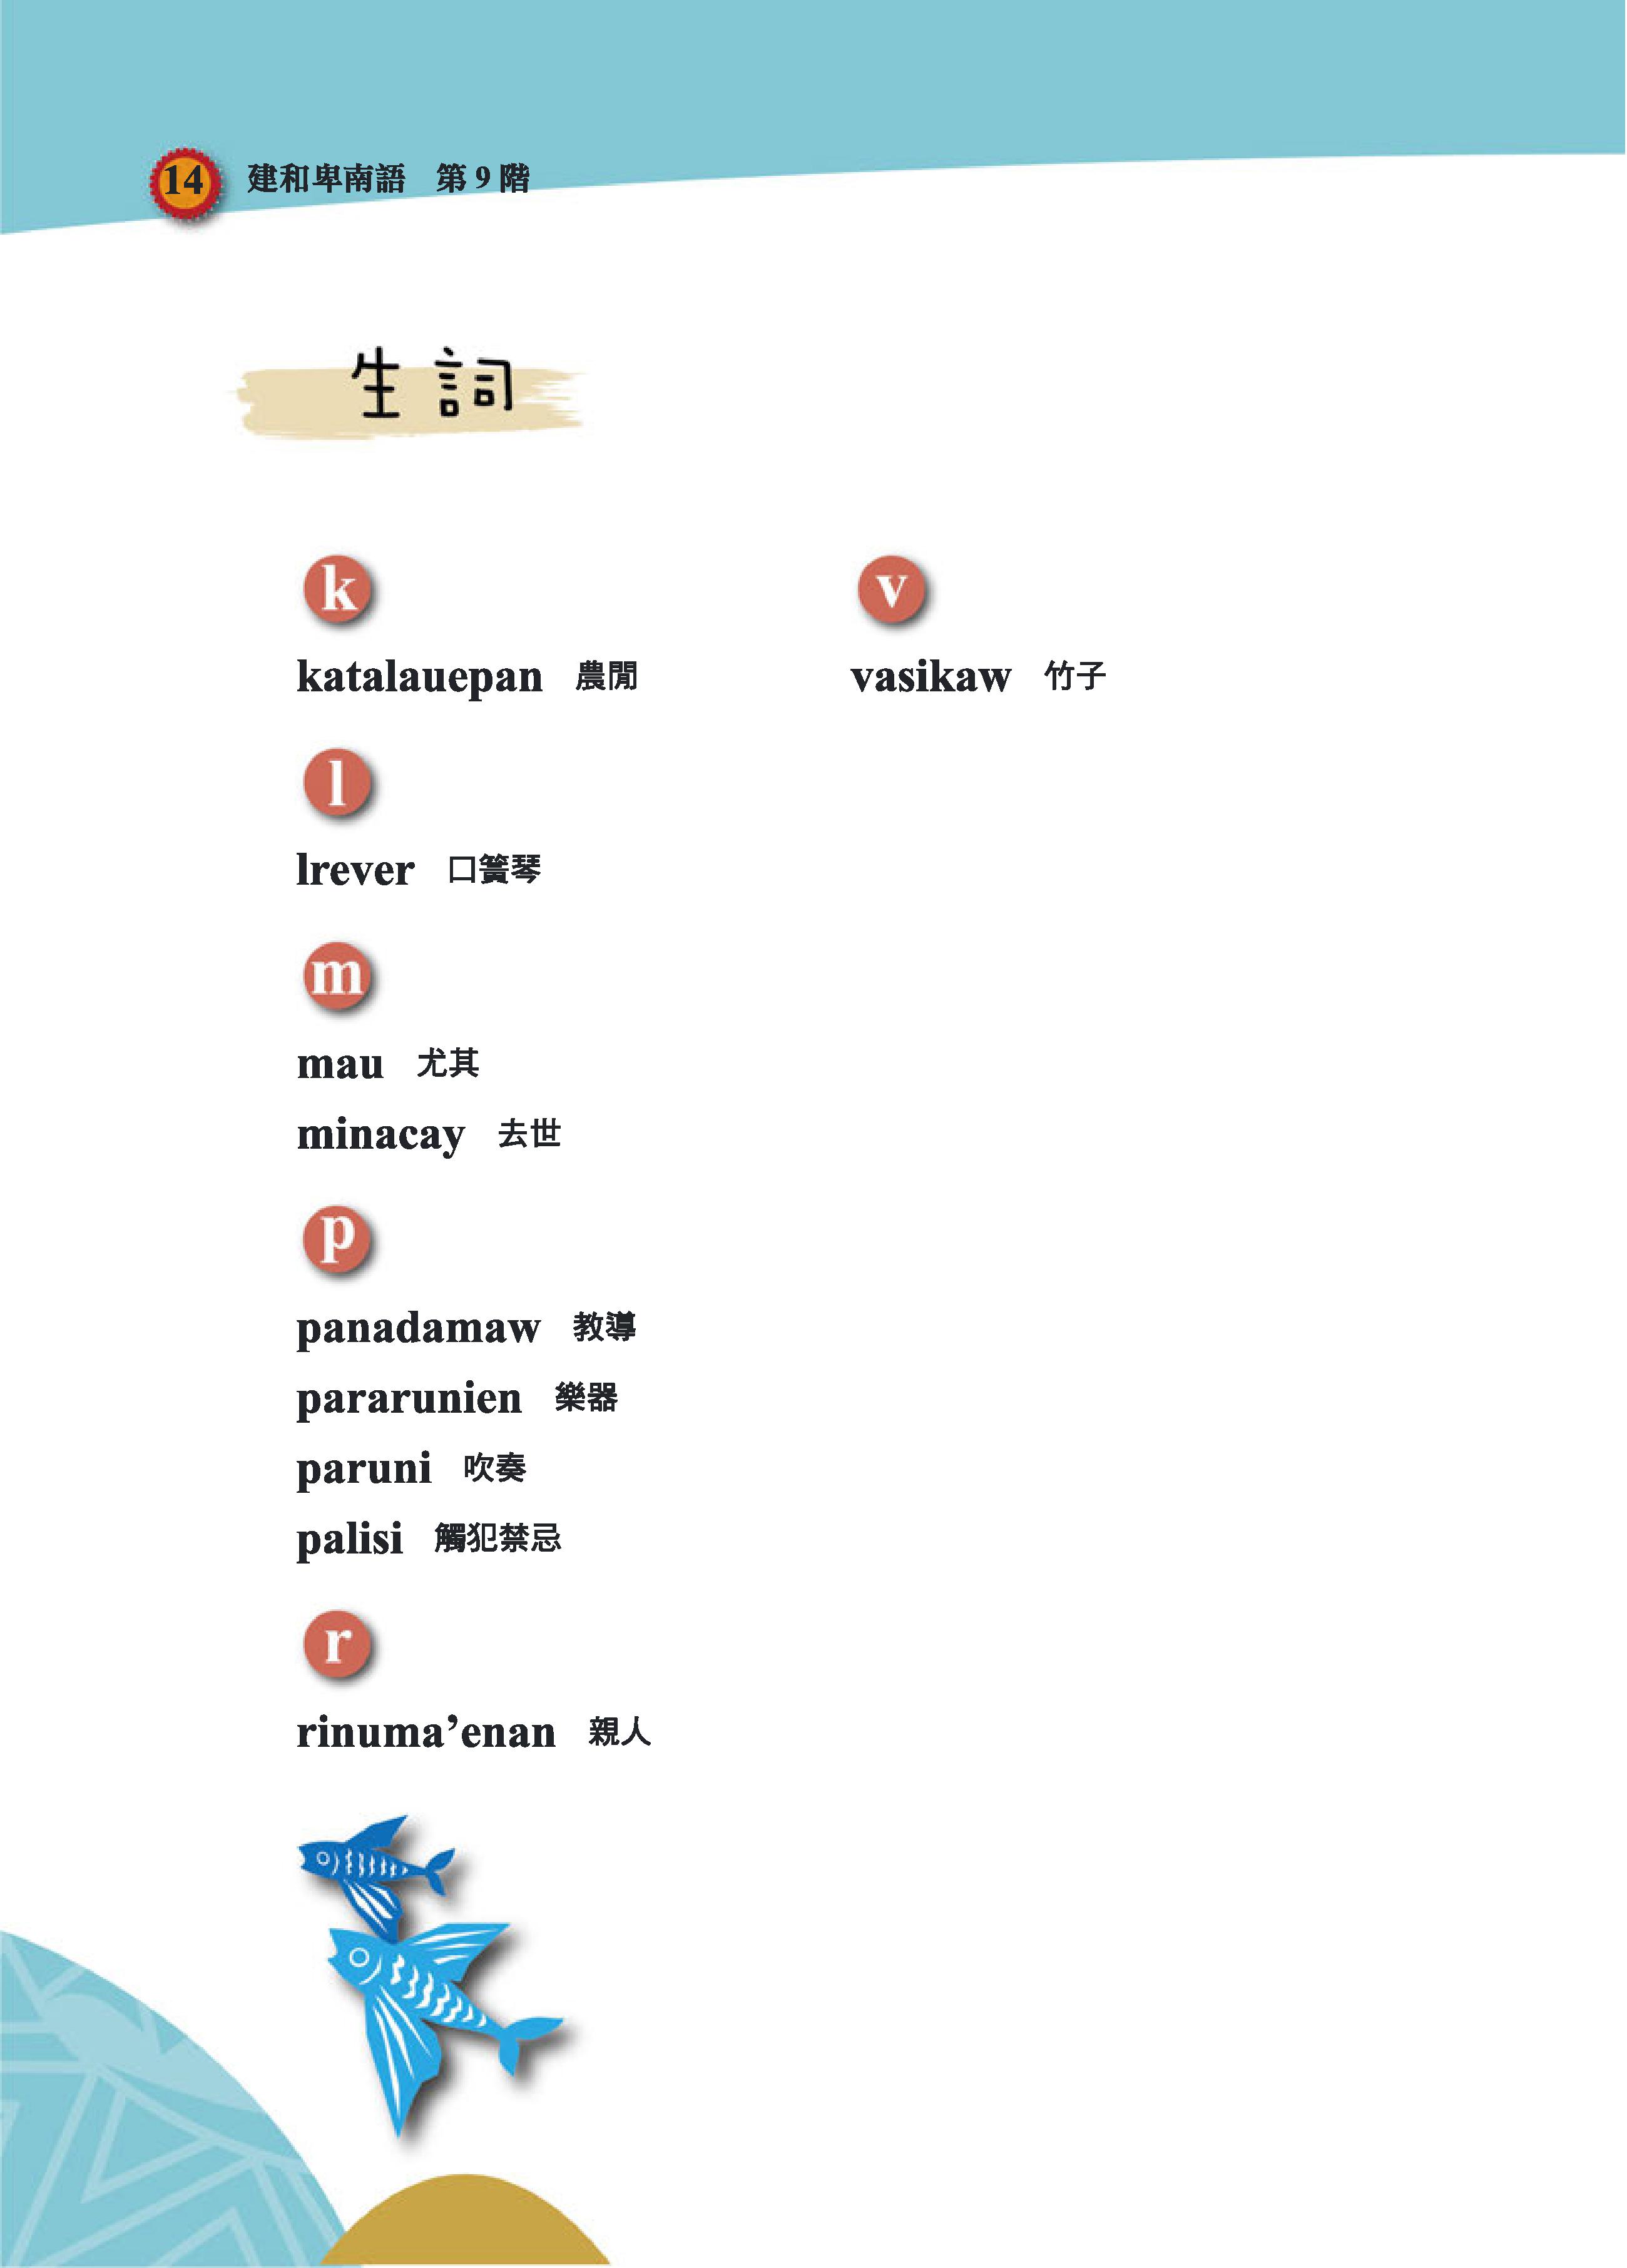 14 建和卑南語 第9階
生詞
k
katalauepan 農閒
l
lrever 口簧琴
m
mau 尤其
minacay 去世
p
panadamaw 教導
pararunien 樂器
paruni 吹奏
palisi 觸犯禁忌
r
rinuma’enan 親人
v
vasikaw 竹子